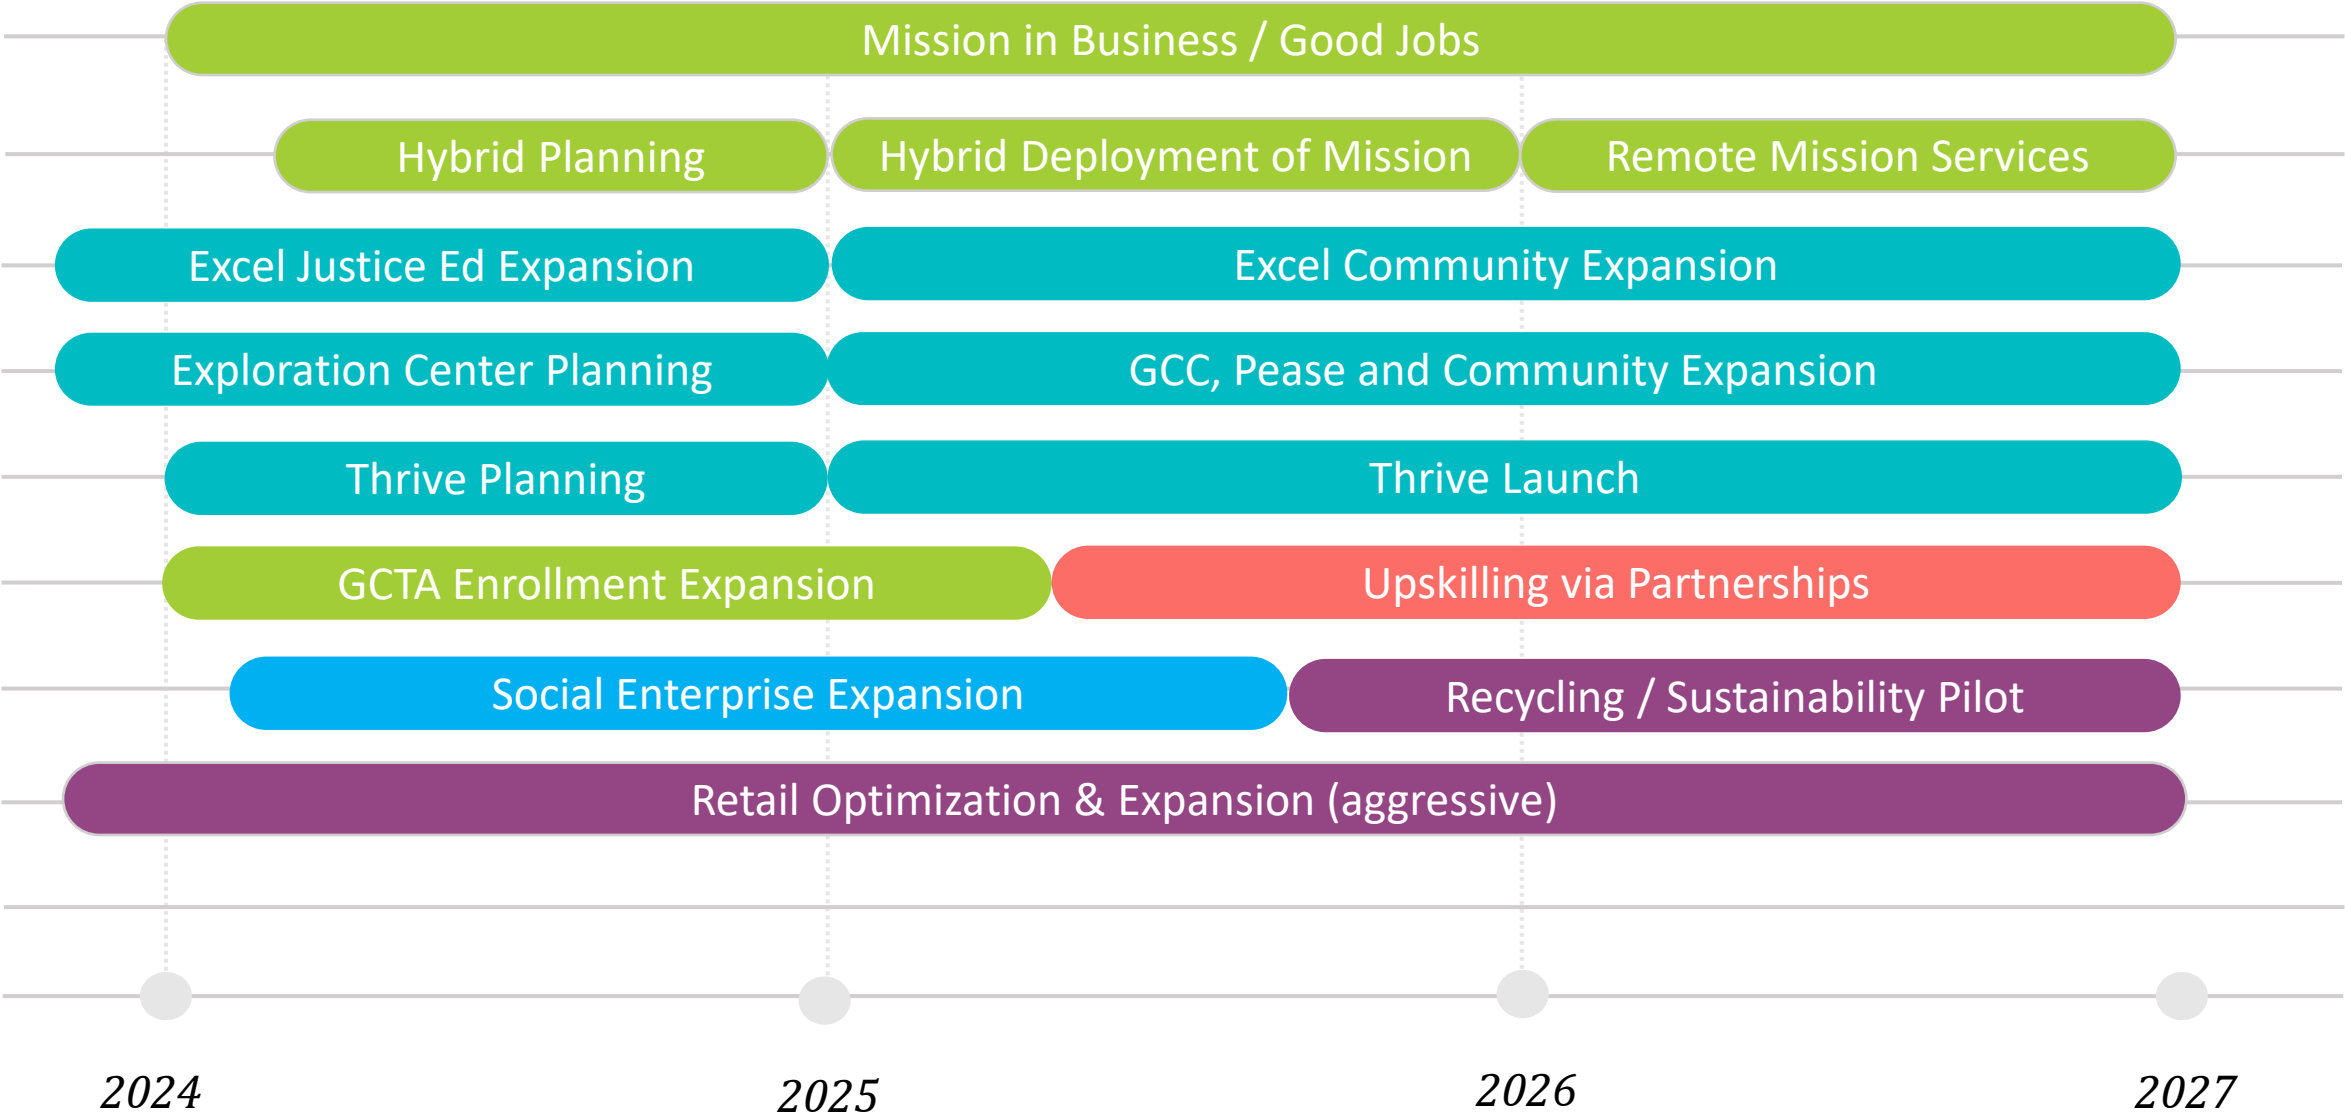 Mission in Business / Good Jobs
Hybrid Planning
Hybrid Deployment of Mission
Remote Mission Services
Excel Justice Ed Expansion
Excel Community Expansion
Exploration Center Planning
GCC, Pease and Community Expansion
Thrive Planning
Thrive Launch
GCTA Enrollment Expansion
Upskilling via Partnerships
Social Enterprise Expansion
Recycling / Sustainability Pilot
Retail Optimization & Expansion (aggressive)
2024
2025
2026
2027